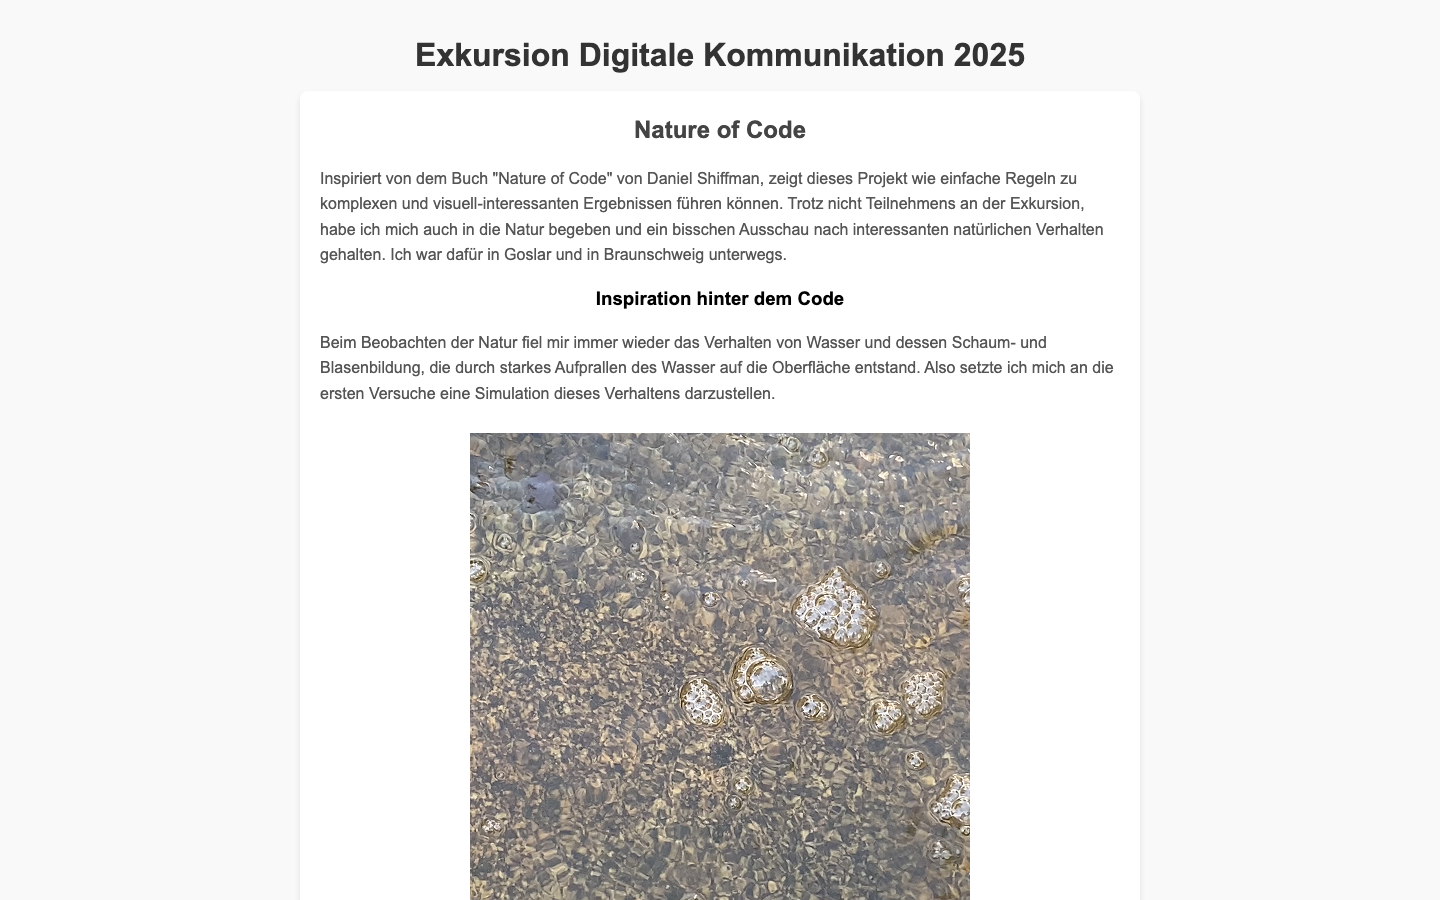 Exkursion Digitale Kommunikation 2025
Nature of Code
Inspiriert von dem Buch "Nature of Code" von Daniel Shiffman, zeigt dieses Projekt wie einfache Regeln zu
komplexen und visuell-interessanten Ergebnissen führen können. Trotz nicht Teilnehmens an der Exkursion,
habe ich mich auch in die Natur begeben und ein bisschen Ausschau nach interessanten natürlichen Verhalten
gehalten. Ich war dafür in Goslar und in Braunschweig unterwegs.
Inspiration hinter dem Code
Beim Beobachten der Natur fiel mir immer wieder das Verhalten von Wasser und dessen Schaum- und
Blasenbildung, die durch starkes Aufprallen des Wasser auf die Oberfläche entstand. Also setzte ich mich an die
ersten Versuche eine Simulation dieses Verhaltens darzustellen.